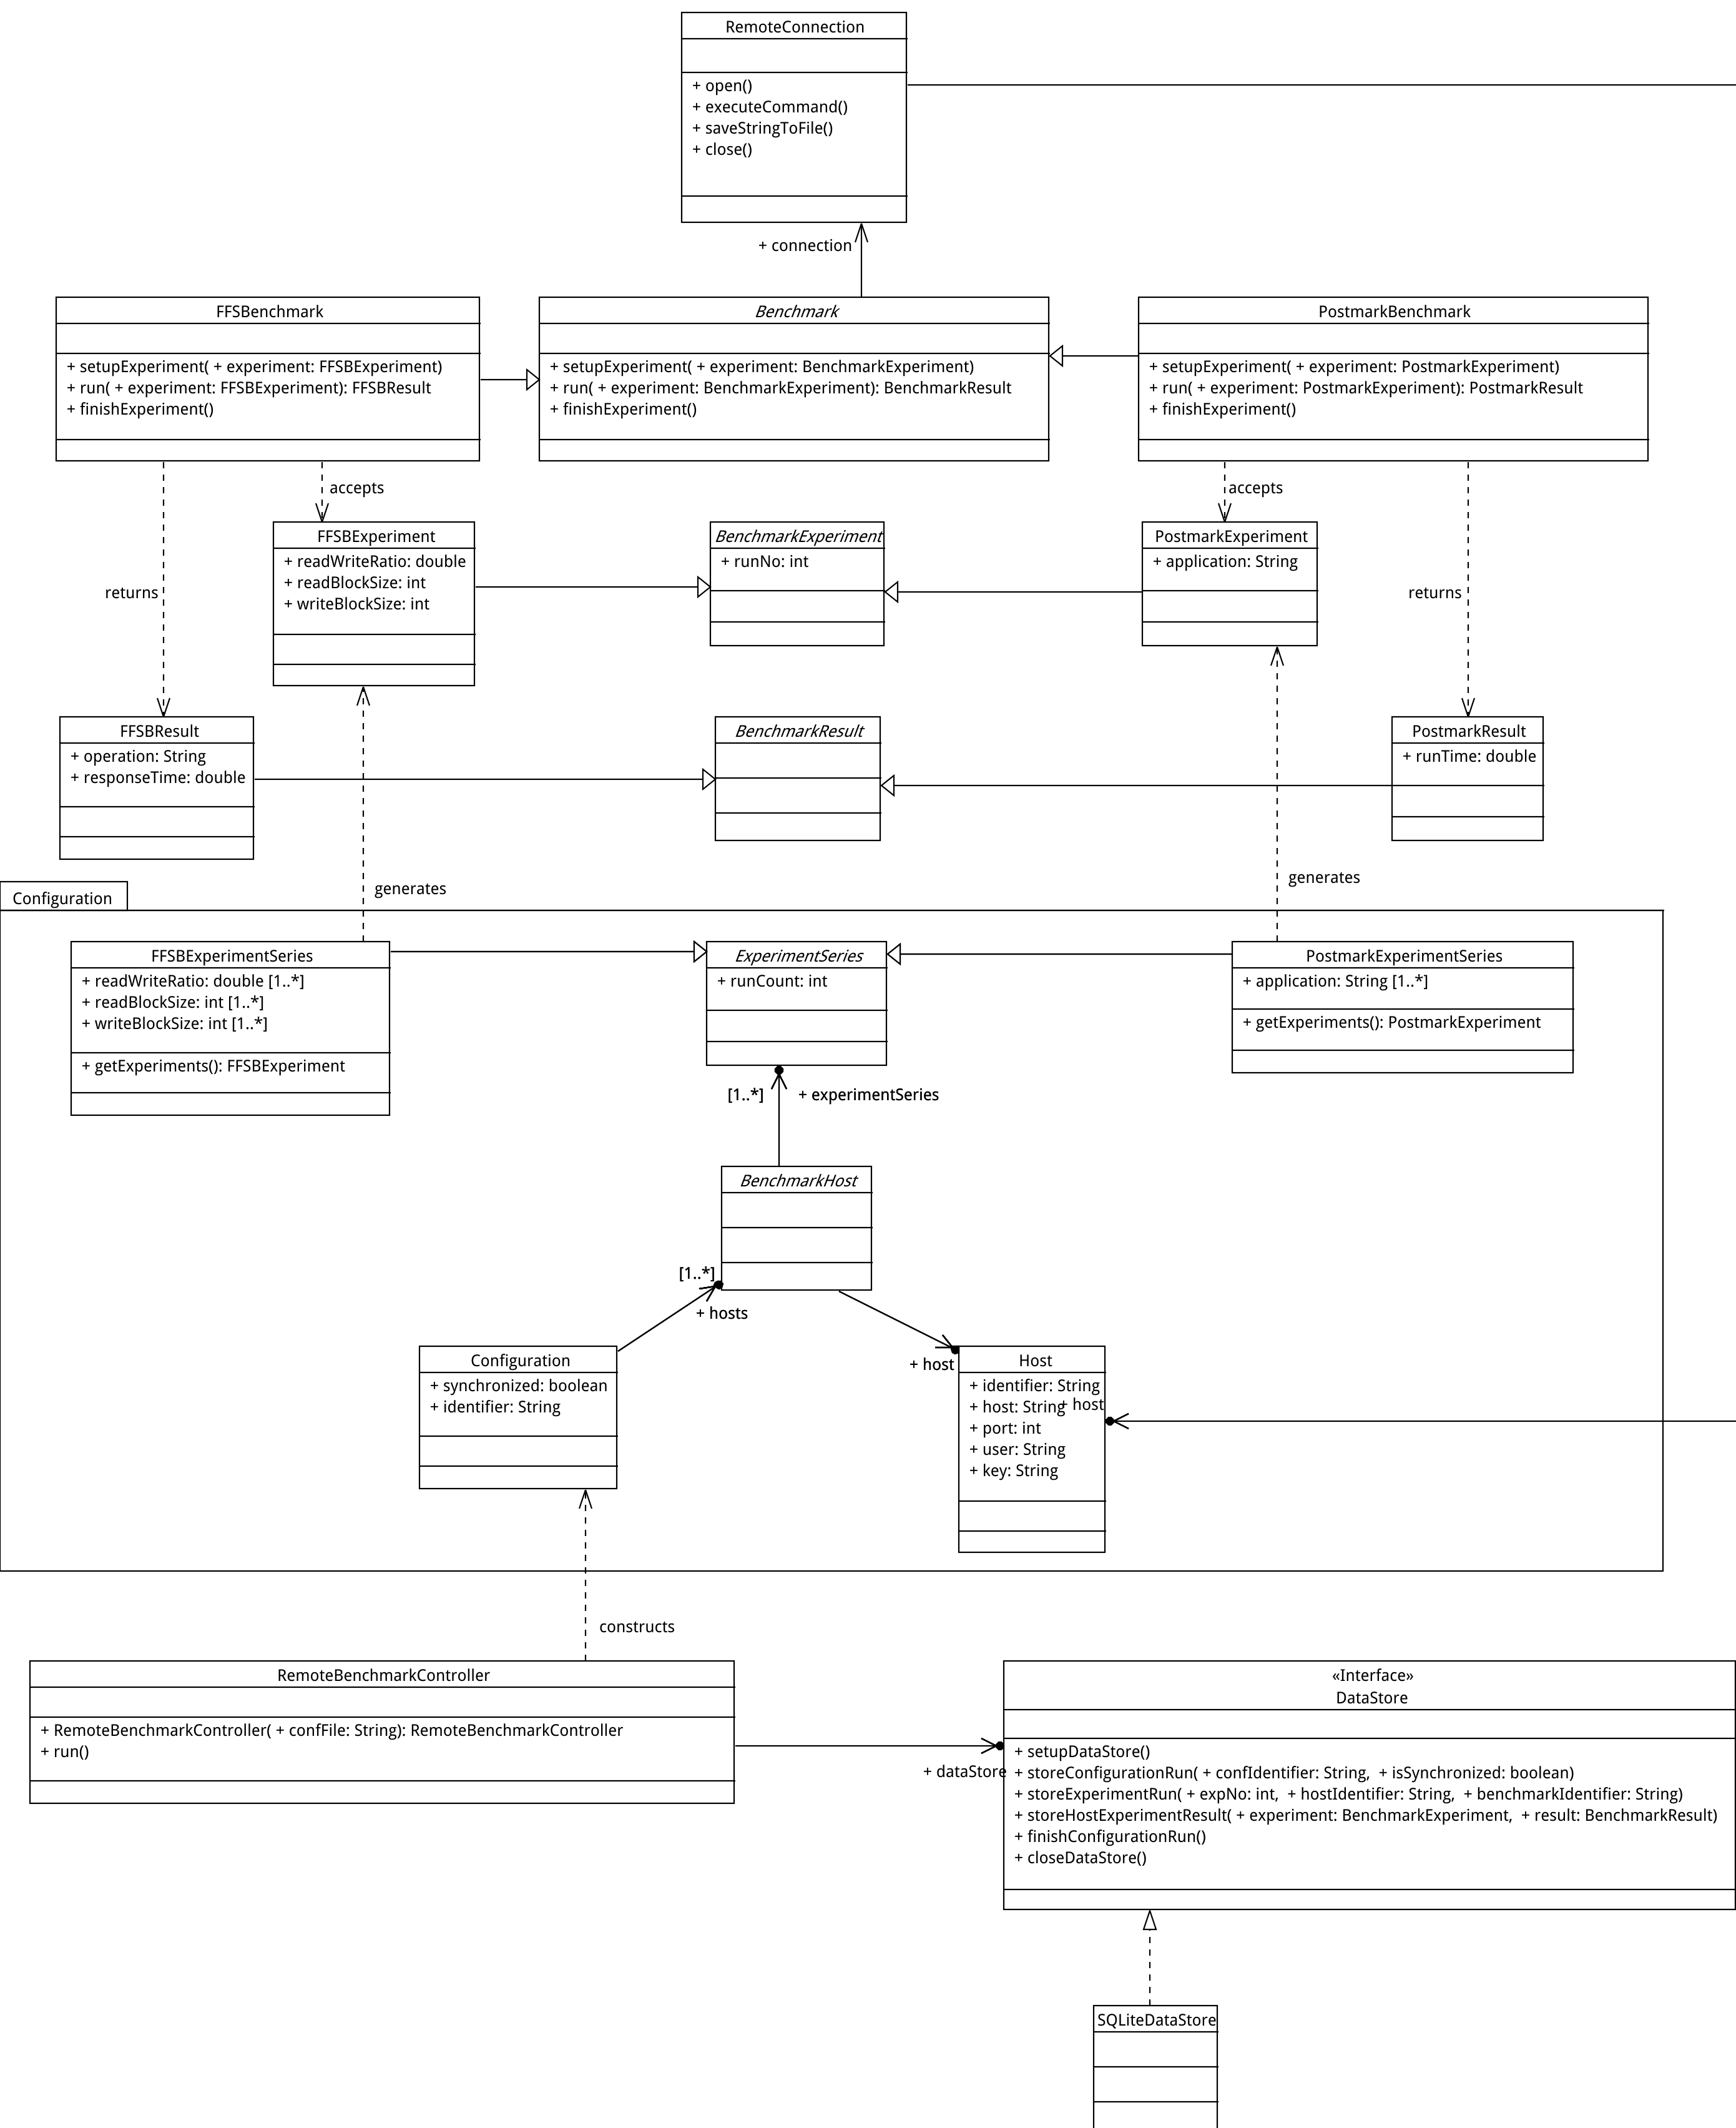 RemoteConnection
+ open()
+ executeCommand()
+ saveStringToFile()
+ close()
+ connection
FFSBenchmark
+ setupExperiment( + experiment: FFSBExperiment)
+ run( + experiment: FFSBExperiment): FFSBResult
+ finishExperiment()
Benchmark
+ setupExperiment( + experiment: BenchmarkExperiment)
+ run( + experiment: BenchmarkExperiment): BenchmarkResult
+ finishExperiment()
PostmarkBenchmark
+ setupExperiment( + experiment: PostmarkExperiment)
+ run( + experiment: PostmarkExperiment): PostmarkResult
+ finishExperiment()
accepts
accepts
FFSBExperiment
+ readWriteRatio: double
+ readBlockSize: int
+ writeBlockSize: int
BenchmarkExperiment
+ runNo: int
PostmarkExperiment
+ application: String
returns
returns
FFSBResult
+ operation: String
+ responseTime: double
BenchmarkResult
PostmarkResult
+ runTime: double
generates
generates
Configuration
FFSBExperimentSeries
+ readWriteRatio: double [1..*]
+ readBlockSize: int [1..*]
+ writeBlockSize: int [1..*]
+ getExperiments(): FFSBExperiment
ExperimentSeries
+ runCount: int
PostmarkExperimentSeries
+ application: String [1..*]
+ getExperiments(): PostmarkExperiment
[1..*]
+ experimentSeries
BenchmarkHost
[1..*]
+ hosts
+ host
Configuration
+ synchronized: boolean
+ identifier: String
Host
+ identifier: String
+ host: String
+ port: int
+ user: String
+ key: String
+ host
constructs
RemoteBenchmarkController
+ RemoteBenchmarkController( + confFile: String): RemoteBenchmarkController
+ run()
+ dataStore
«Interface»
DataStore
+ setupDataStore()
+ storeConfigurationRun( + confIdentifier: String,  + isSynchronized: boolean)
+ storeExperimentRun( + expNo: int,  + hostIdentifier: String,  + benchmarkIdentifier: String)
+ storeHostExperimentResult( + experiment: BenchmarkExperiment,  + result: BenchmarkResult)
+ finishConfigurationRun()
+ closeDataStore()
SQLiteDataStore